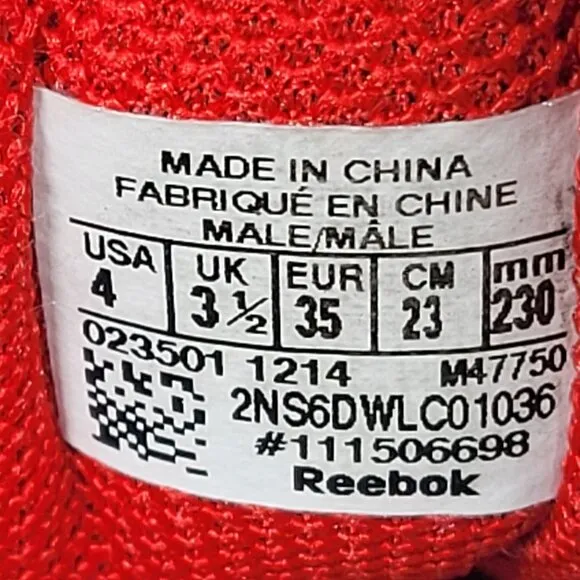 MADE IN CHINA
FABRIQUÉ EN CHINE
MALE/MÂLE
USA UK EUR CM mm
4 3 ½ 35 23 230
023501 1214 M47750
2NS6DWLC01036
#111506698
Reebok